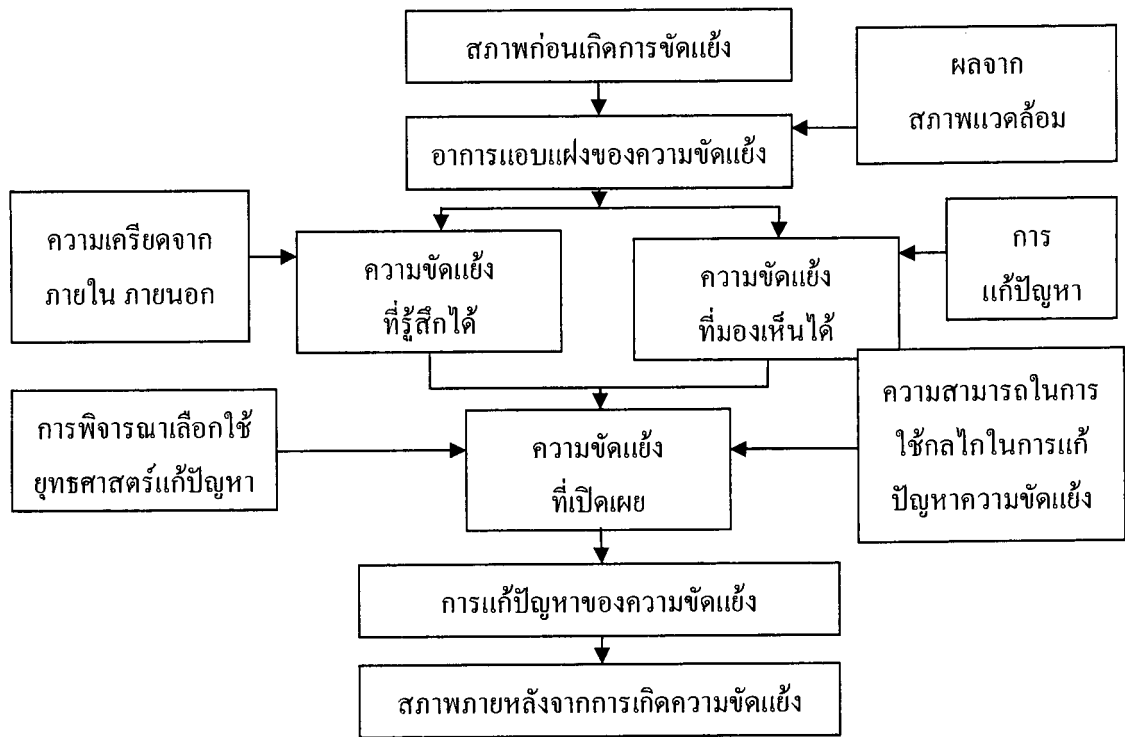 สภาพก่อนเกิดการขัดแย้ง
ผลจาก
สภาพแวดล้อม
อาการแอบแฝงของความขัดแย้ง
ความเครียดจาก
ภายใน ภายนอก
ความขัดแย้ง
ที่รู้สึกได้
ความขัดแย้ง
ที่มองเห็นได้
การ
แก้ปัญหา
การพิจารณาเลือกใช้
ยุทธศาสตร์แก้ปัญหา
ความขัดแย้ง
ที่เปิดเผย
ความสามารถในการ
ใช้กลไกในการแก้
ปัญหาความขัดแย้ง
การแก้ปัญหาของความขัดแย้ง
สภาพภายหลังจากการเกิดความขัดแย้ง